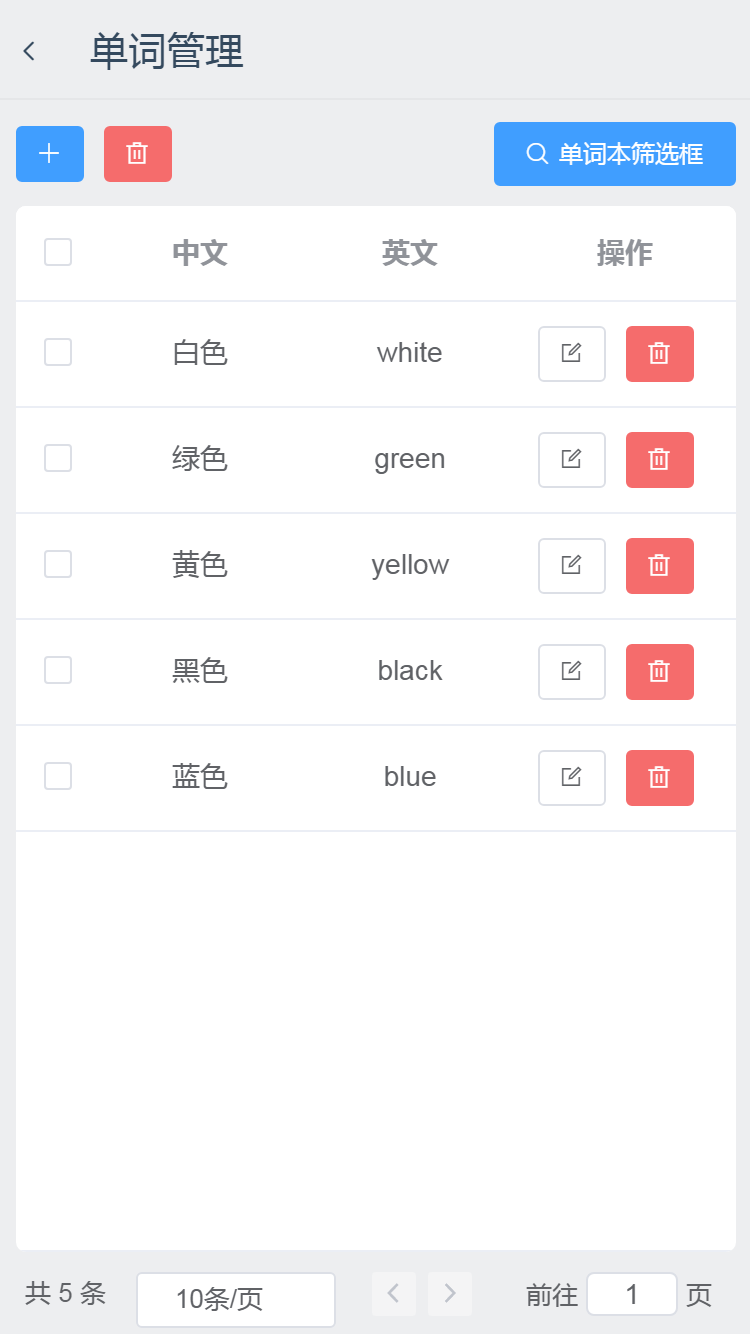 单词管理
单词本筛选框
中文 英文 操作
白色 white
绿色 green
黄色 yellow
黑色 black
蓝色 blue
共 5 条 10条/页 前往 1 页